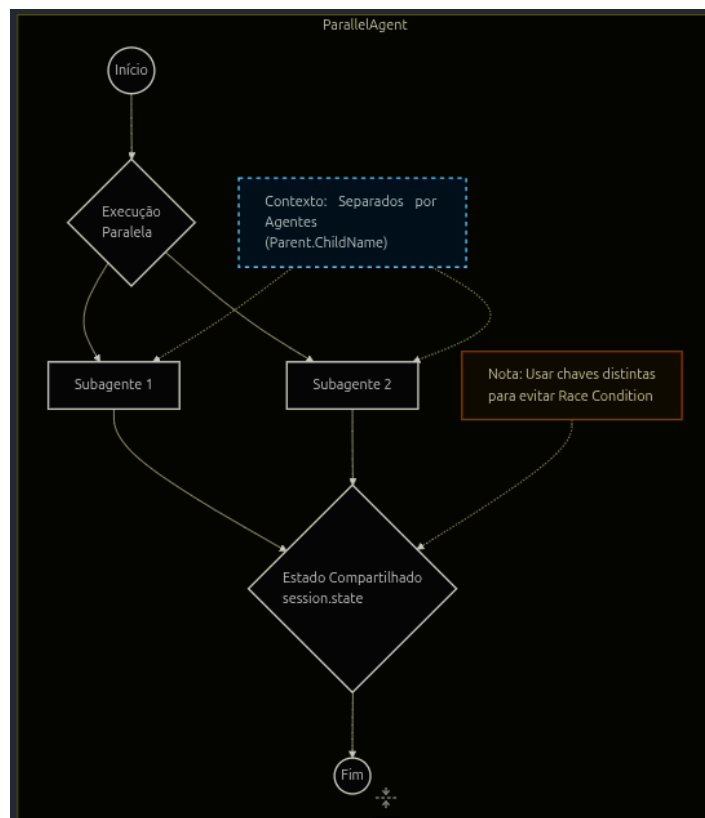 ParallelAgent
Início
Execução
Paralela
Contexto: Separados por
Agentes
(Parent.ChildName)
Subagente 1
Subagente 2
Nota: Usar chaves distintas
para evitar Race Condition
Estado Compartilhado
session.state
Fim